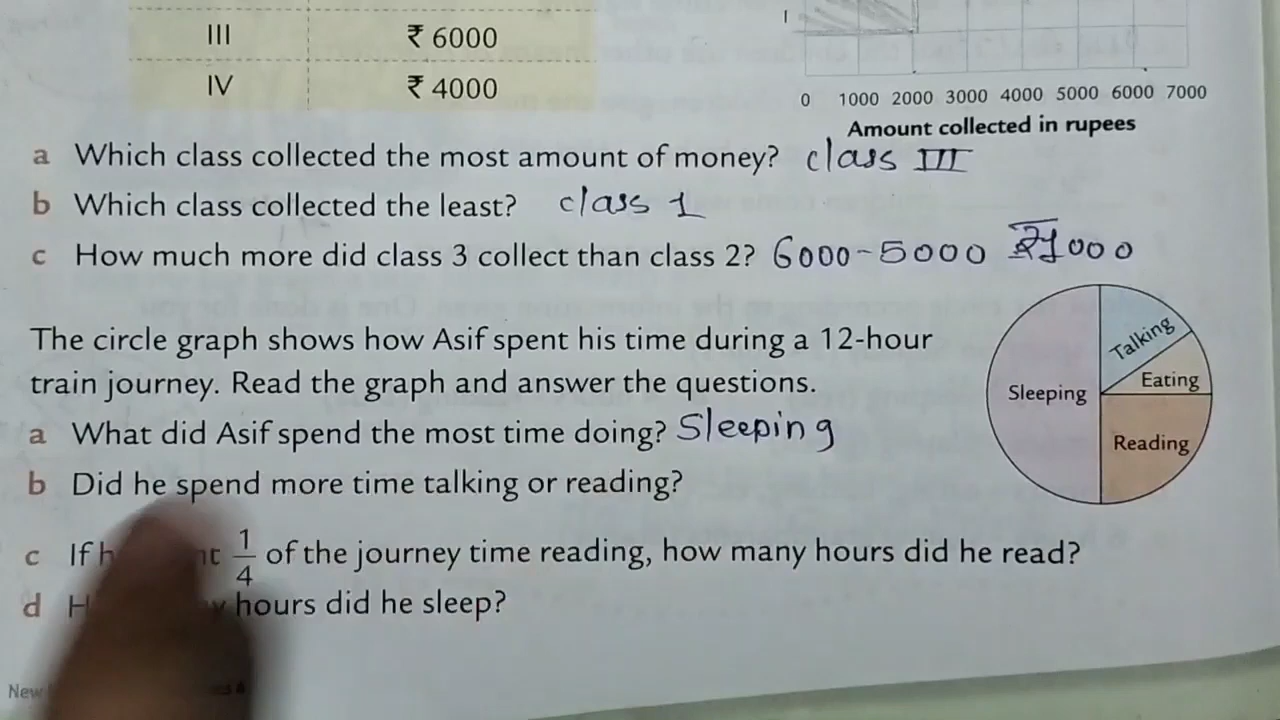 III ₹ 6000
IV ₹ 4000
I
0 1000 2000 3000 4000 5000 6000 7000
Amount collected in rupees
a Which class collected the most amount of money? class III
b Which class collected the least? class 1
c How much more did class 3 collect than class 2? 6000-5000 ₹1000
The circle graph shows how Asif spent his time during a 12-hour
train journey. Read the graph and answer the questions.
a What did Asif spend the most time doing? Sleeping
b Did he spend more time talking or reading?
c If 1/4 of the journey time reading, how many hours did he read?
d hours did he sleep?
Talking
Eating
Sleeping
Reading
New